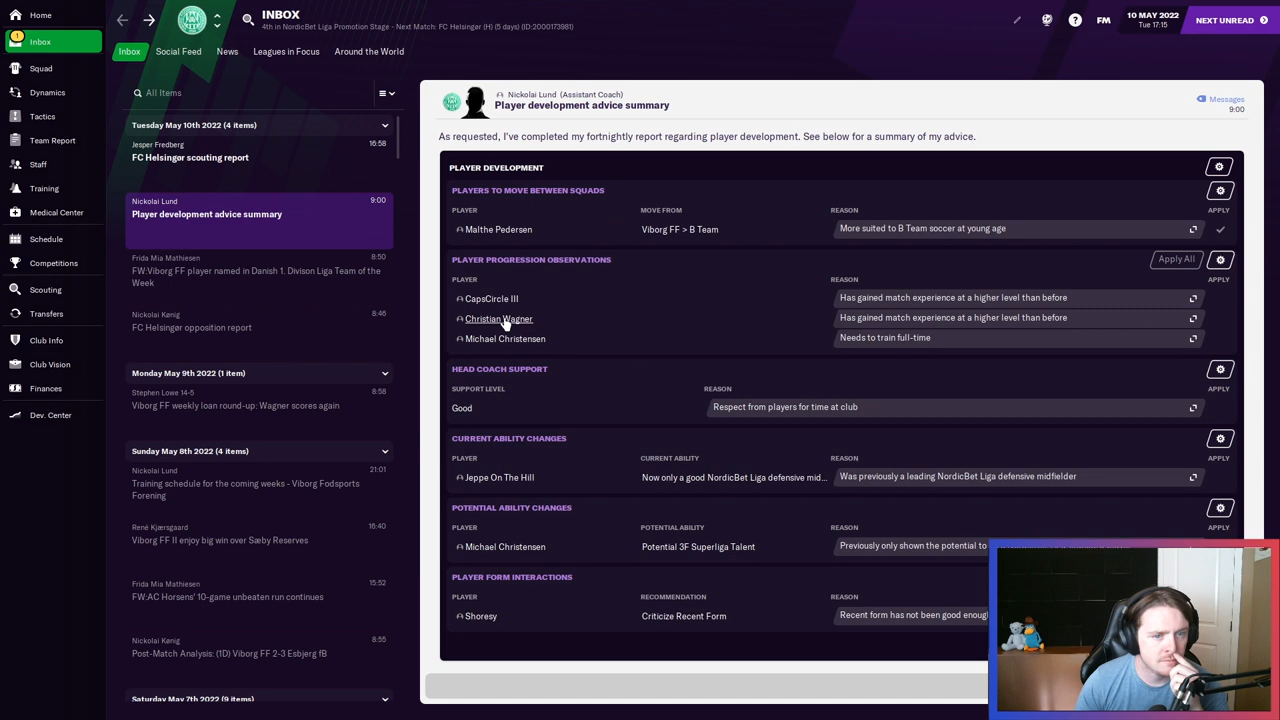 Home
INBOX
4th in NordicBet Liga Promotion Stage - Next Match: FC Helsingør (H) (5 days) (ID:2000173981)
?
FM
10 MAY 2022
Tue 17:15
NEXT UNREAD
1
Inbox
Squad
Dynamics
Tactics
Team Report
Staff
Training
Medical Center
Schedule
Competitions
Scouting
Transfers
Club Info
Club Vision
Finances
Dev. Center
Inbox
Social Feed
News
Leagues in Focus
Around the World
All Items
Tuesday May 10th 2022 (4 items)
Jesper Fredberg 16:58
FC Helsingør scouting report
Nickolai Lund 9:00
Player development advice summary
Frida Mia Mathiesen 8:50
FW:Viborg FF player named in Danish 1. Divison Liga Team of the
Week
Nickolai Kønig 8:46
FC Helsingør opposition report
Monday May 9th 2022 (1 item)
Stephen Lowe 14-5 8:58
Viborg FF weekly loan round-up: Wagner scores again
Sunday May 8th 2022 (4 items)
Nickolai Lund 21:01
Training schedule for the coming weeks - Viborg Fodsports
Forening
René Kjærsgaard 16:40
Viborg FF II enjoy big win over Sæby Reserves
Frida Mia Mathiesen 15:52
FW:AC Horsens' 10-game unbeaten run continues
Nickolai Kønig 8:55
Post-Match Analysis: (1D) Viborg FF 2-3 Esbjerg fB
Saturday May 7th 2022 (9 items)
Nickolai Lund (Assistant Coach)
Player development advice summary
Messages
9:00
As requested, I've completed my fortnightly report regarding player development. See below for a summary of my advice.
PLAYER DEVELOPMENT
PLAYERS TO MOVE BETWEEN SQUADS
PLAYER MOVE FROM REASON APPLY
Malthe Pedersen Viborg FF > B Team More suited to B Team soccer at young age
PLAYER PROGRESSION OBSERVATIONS Apply All
PLAYER REASON APPLY
CapsCircle III Has gained match experience at a higher level than before
Christian Wagner Has gained match experience at a higher level than before
Michael Christensen Needs to train full-time
HEAD COACH SUPPORT
SUPPORT LEVEL REASON APPLY
Good Respect from players for time at club
CURRENT ABILITY CHANGES
PLAYER CURRENT ABILITY REASON APPLY
Jeppe On The Hill Now only a good NordicBet Liga defensive mid... Was previously a leading NordicBet Liga defensive midfielder
POTENTIAL ABILITY CHANGES
PLAYER POTENTIAL ABILITY REASON APPLY
Michael Christensen Potential 3F Superliga Talent Previously only shown the potential to
PLAYER FORM INTERACTIONS
PLAYER RECOMMENDATION REASON
Shoresy Criticize Recent Form Recent form has not been good